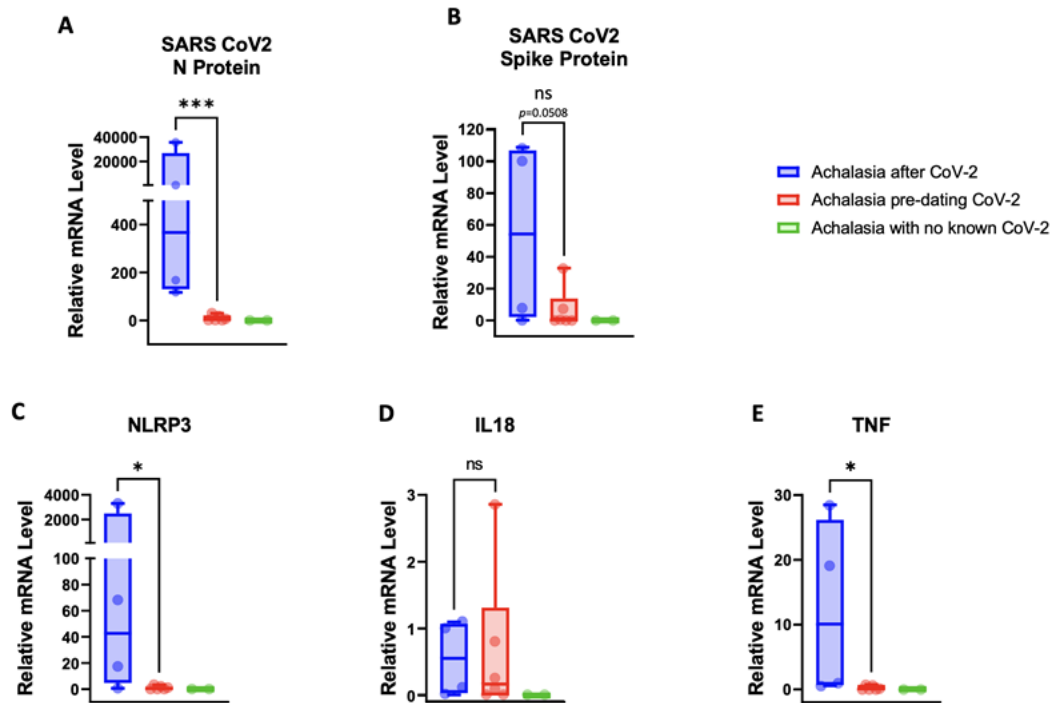 A
SARS CoV2
N Protein
***
Relative mRNA Level
40000
20000
400
200
0
B
SARS CoV2
Spike Protein
ns
p=0.0508
Relative mRNA Level
120
100
80
60
40
20
0
Achalasia after CoV-2
Achalasia pre-dating CoV-2
Achalasia with no known CoV-2
C
NLRP3
*
Relative mRNA Level
4000
2000
100
80
60
40
20
0
D
IL18
ns
Relative mRNA Level
3
2
1
0
E
TNF
*
Relative mRNA Level
30
20
10
0